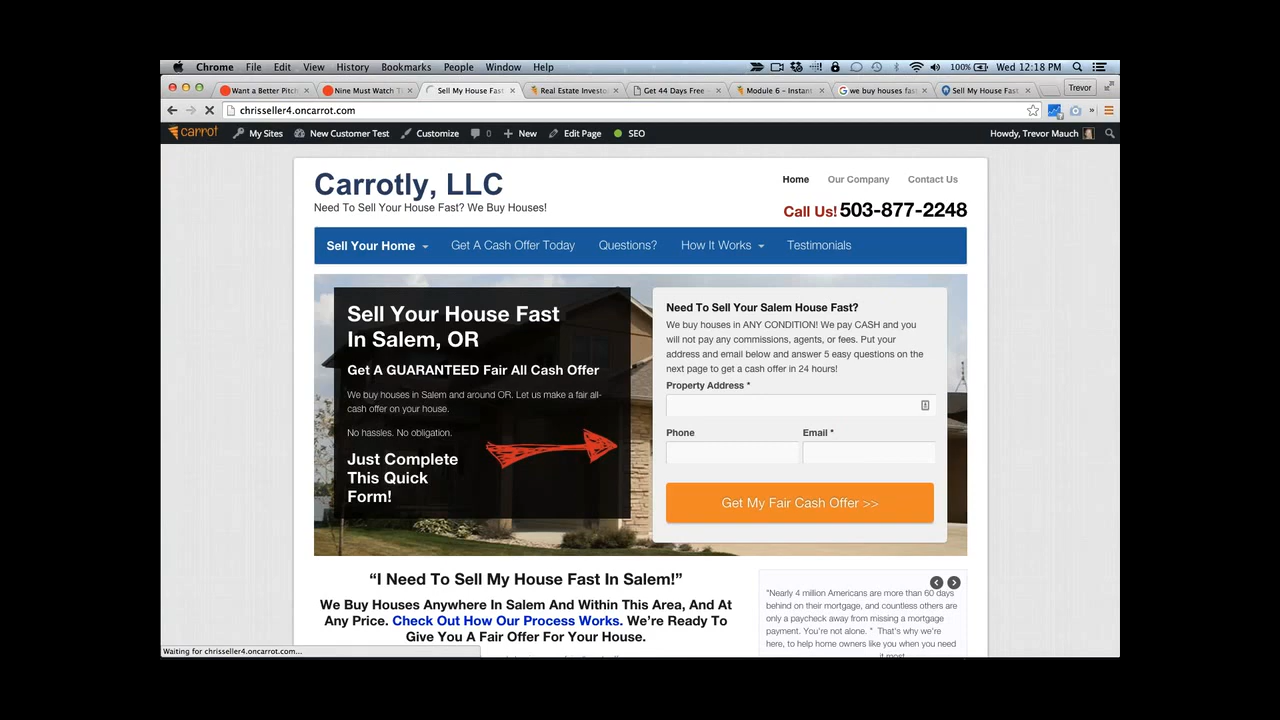 Chrome File Edit View History Bookmarks People Window Help 100% Wed 12:18 PM
Want a Better Pitch Nine Must Watch Sell My House Fast Real Estate Investo Get 44 Days Free – Module 6 – Instant we buy houses fas Sell My House Fast Trevor
chrisseller4.oncarrot.com
carrot My Sites New Customer Test Customize 0 New Edit Page SEO Howdy, Trevor Mauch
Carrotly, LLC
Need To Sell Your House Fast? We Buy Houses!
Home Our Company Contact Us
Call Us! 503-877-2248
Sell Your Home Get A Cash Offer Today Questions? How It Works Testimonials
Sell Your House Fast
In Salem, OR
Get A GUARANTEED Fair All Cash Offer
We buy houses in Salem and around OR. Let us make a fair all-
cash offer on your house.
No hassles. No obligation.
Just Complete
This Quick
Form!
Need To Sell Your Salem House Fast?
We buy houses in ANY CONDITION! We pay CASH and you
will not pay any commissions, agents, or fees. Put your
address and email below and answer 5 easy questions on the
next page to get a cash offer in 24 hours!
Property Address *
Phone Email *
Get My Fair Cash Offer >>
“I Need To Sell My House Fast In Salem!”
We Buy Houses Anywhere In Salem And Within This Area, And At
Any Price. Check Out How Our Process Works. We’re Ready To
Give You A Fair Offer For Your House.
"Nearly 4 million Americans are more than 60 days
behind on their mortgage, and countless others are
only a paycheck away from missing a mortgage
payment. You're not alone. " That's why we're
here, to help home owners like you when you need
it most
Waiting for chrisseller4.oncarrot.com...